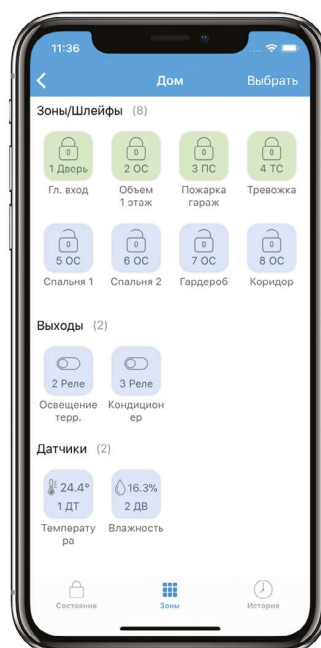 11:36
Дом
Выбрать
Зоны/Шлейфы (8)
0 0 0 0
1 Дверь 2 ОС 3 ПС 4 ТС
Гл. вход Объем Пожарка Тревожка
1 этаж гараж
0 0 0 0
5 ОС 6 ОС 7 ОС 8 ОС
Спальня 1 Спальня 2 Гардероб Коридор
Выходы (2)
2 Реле 3 Реле
Освещение Кондицион
терр. ер
Датчики (2)
24.4° 16.3%
1 ДТ 2 ДВ
Температу Влажность
ра
Состояние Зоны История